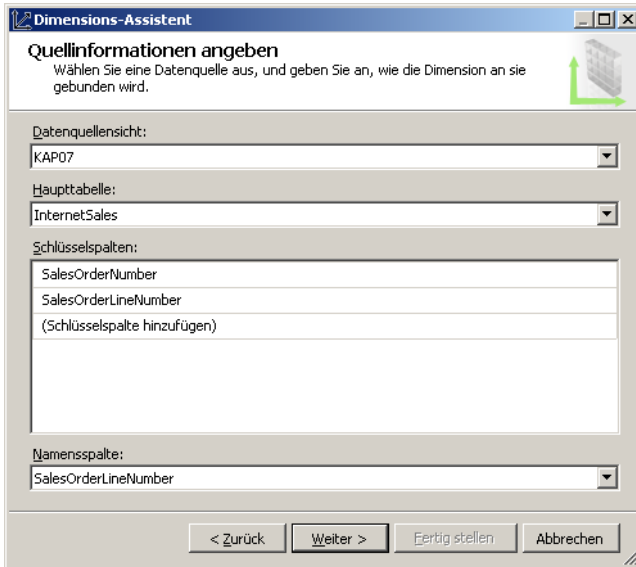 Dimensions-Assistent
Quellinformationen angeben
Wählen Sie eine Datenquelle aus, und geben Sie an, wie die Dimension an sie
gebunden wird.
Datenquellensicht:
KAP07
Haupttabelle:
InternetSales
Schlüsselspalten:
SalesOrderNumber
SalesOrderLineNumber
(Schlüsselspalte hinzufügen)
Namensspalte:
SalesOrderLineNumber
< Zurück Weiter > Fertig stellen Abbrechen